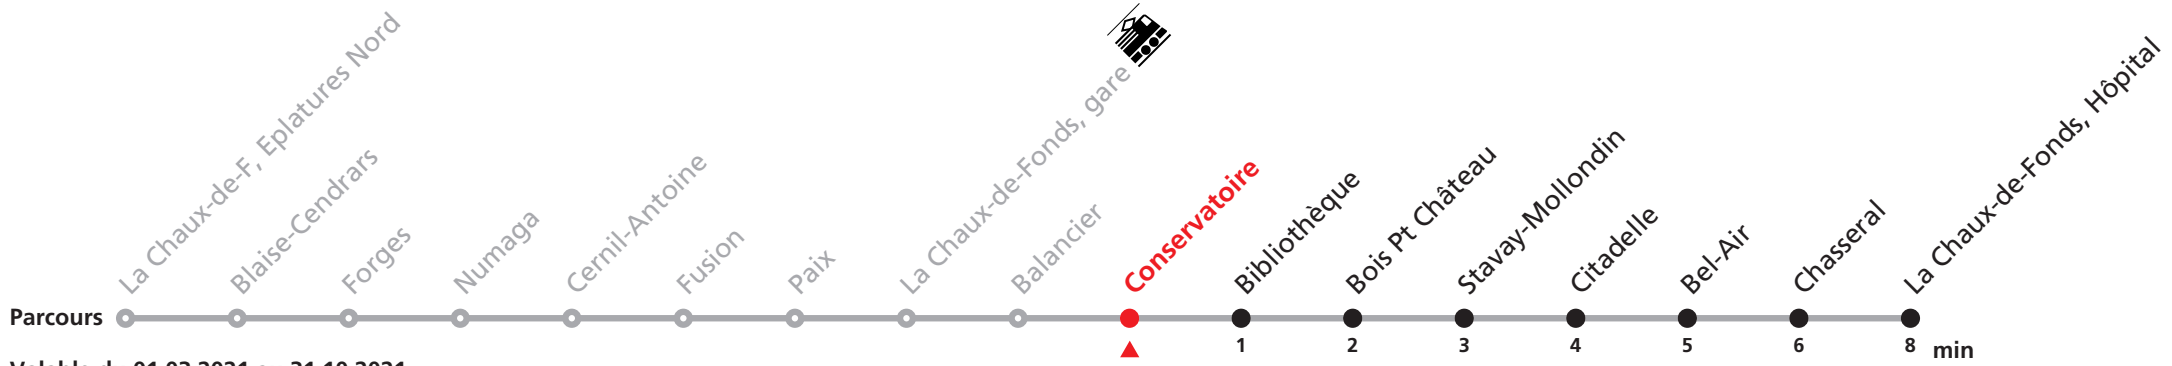 La Chaux-de-F, Eplatures Nord
Blaise-Cendrars
Forges
Numaga
Cernil-Antoine
Fusion
Paix
La Chaux-de-Fonds, gare
Balancier
Conservatoire
Bibliothèque
Bois Pt Château
Stavay-Mollondin
Citadelle
Bel-Air
Chasseral
La Chaux-de-Fonds, Hôpital
Parcours
1 2 3 4 5 6 8 min